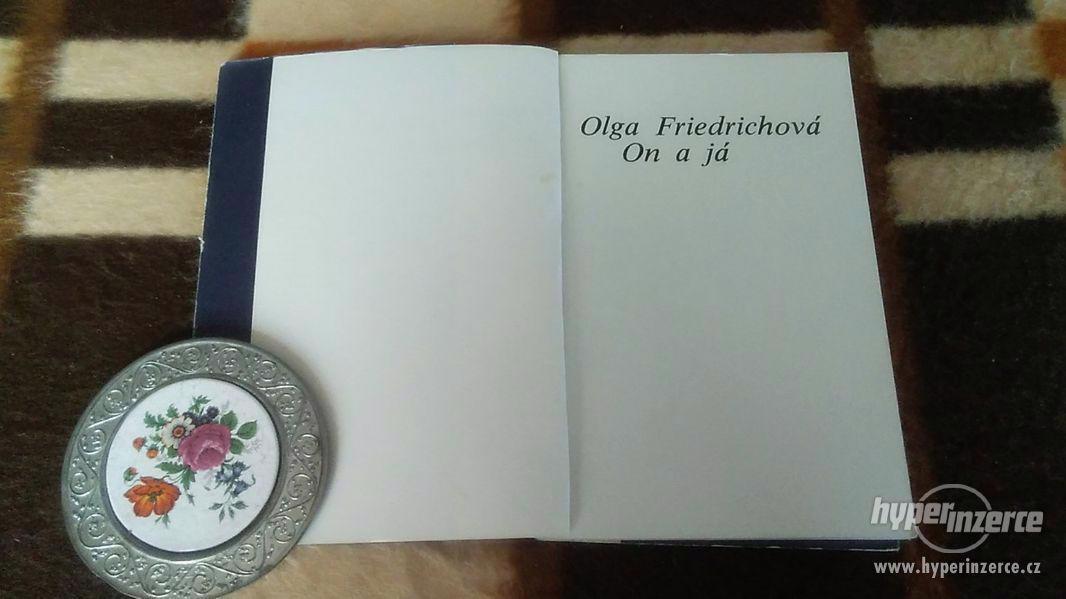 Olga Friedrichová
On a já
hyperinzerce
www.hyperinzerce.cz